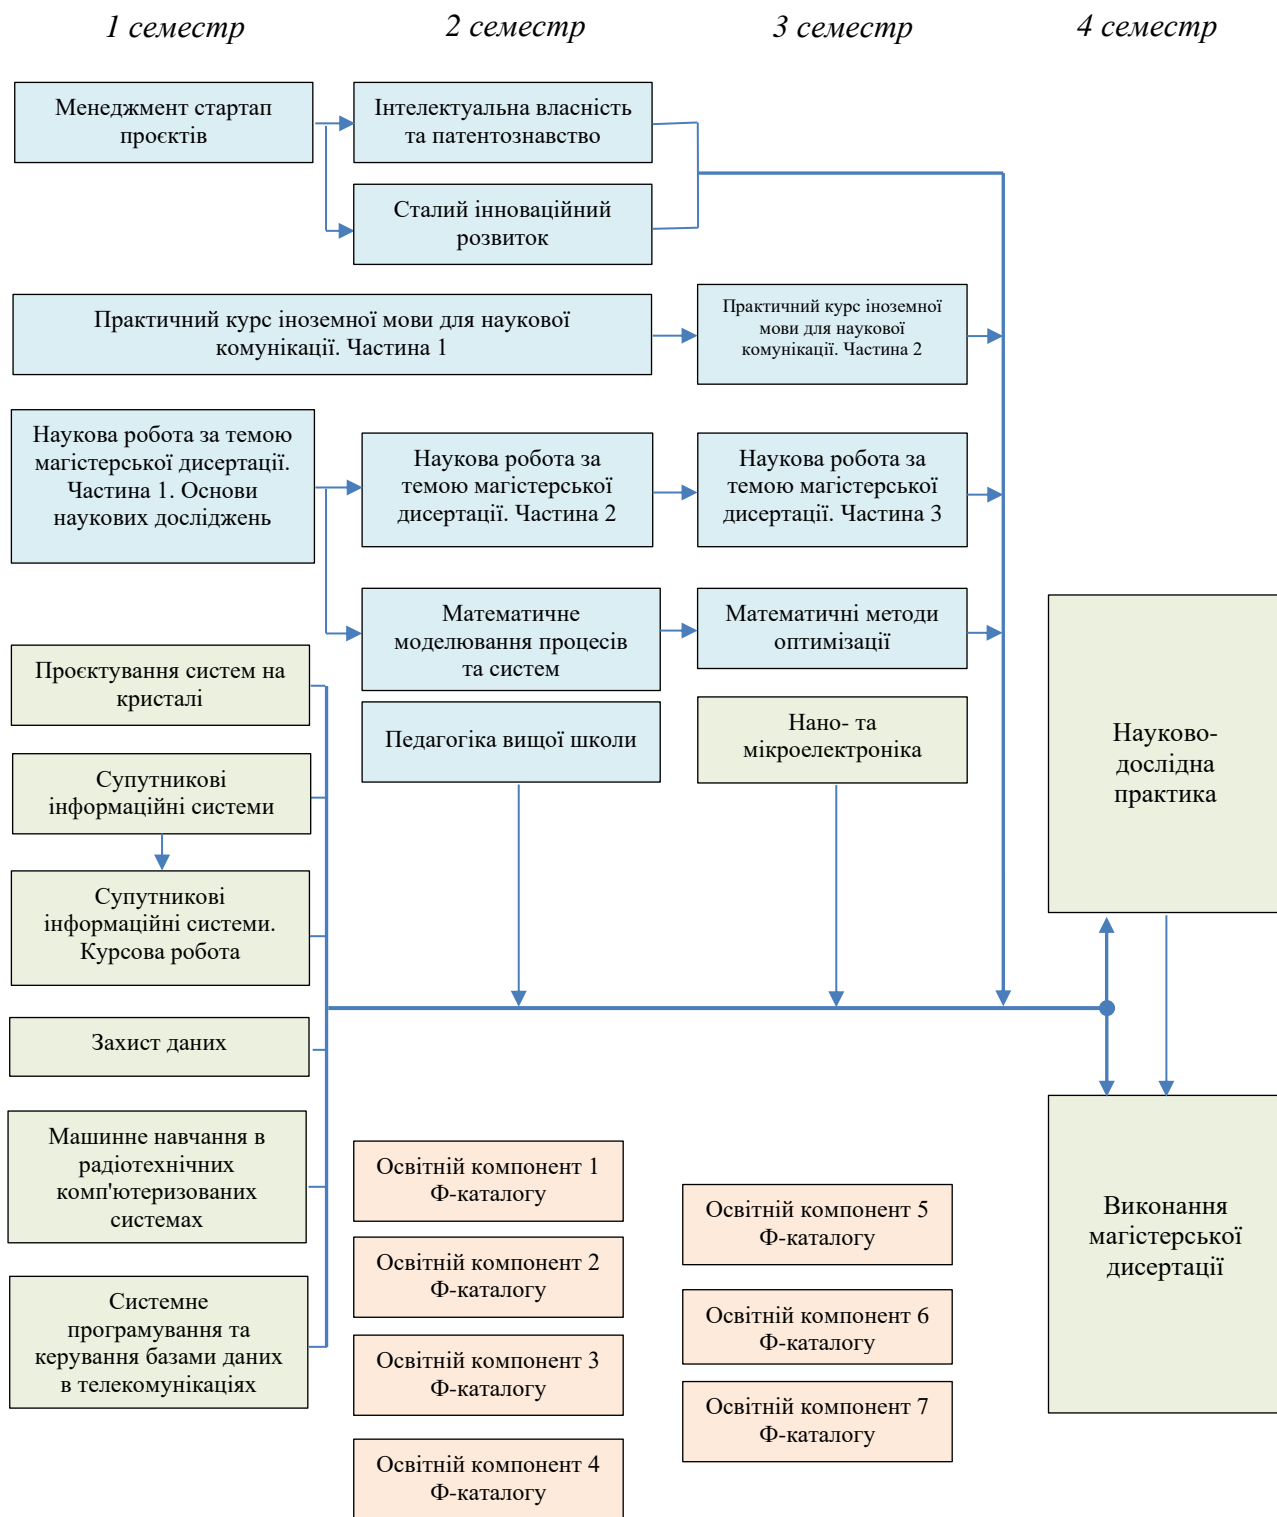 1 семестр
2 семестр
3 семестр
4 семестр
Менеджмент стартап
проєктів
Інтелектуальна власність
та патентознавство
Сталий інноваційний
розвиток
Практичний курс іноземної мови для наукової
комунікації. Частина 1
Практичний курс іноземної
мови для наукової
комунікації. Частина 2
Наукова робота за темою
магістерської дисертації.
Частина 1. Основи
наукових досліджень
Наукова робота за
темою магістерської
дисертації. Частина 2
Наукова робота за
темою магістерської
дисертації. Частина 3
Математичне
моделювання процесів
та систем
Математичні методи
оптимізації
Проєктування систем на
кристалі
Педагогіка вищої школи
Нано- та
мікроелектроніка
Науково-
дослідна
практика
Супутникові
інформаційні системи
Супутникові
інформаційні системи.
Курсова робота
Захист даних
Машинне навчання в
радіотехнічних
комп'ютеризованих
системах
Системне
програмування та
керування базами даних
в телекомунікаціях
Освітній компонент 1
Ф-каталогу
Освітній компонент 2
Ф-каталогу
Освітній компонент 3
Ф-каталогу
Освітній компонент 4
Ф-каталогу
Освітній компонент 5
Ф-каталогу
Освітній компонент 6
Ф-каталогу
Освітній компонент 7
Ф-каталогу
Виконання
магістерської
дисертації